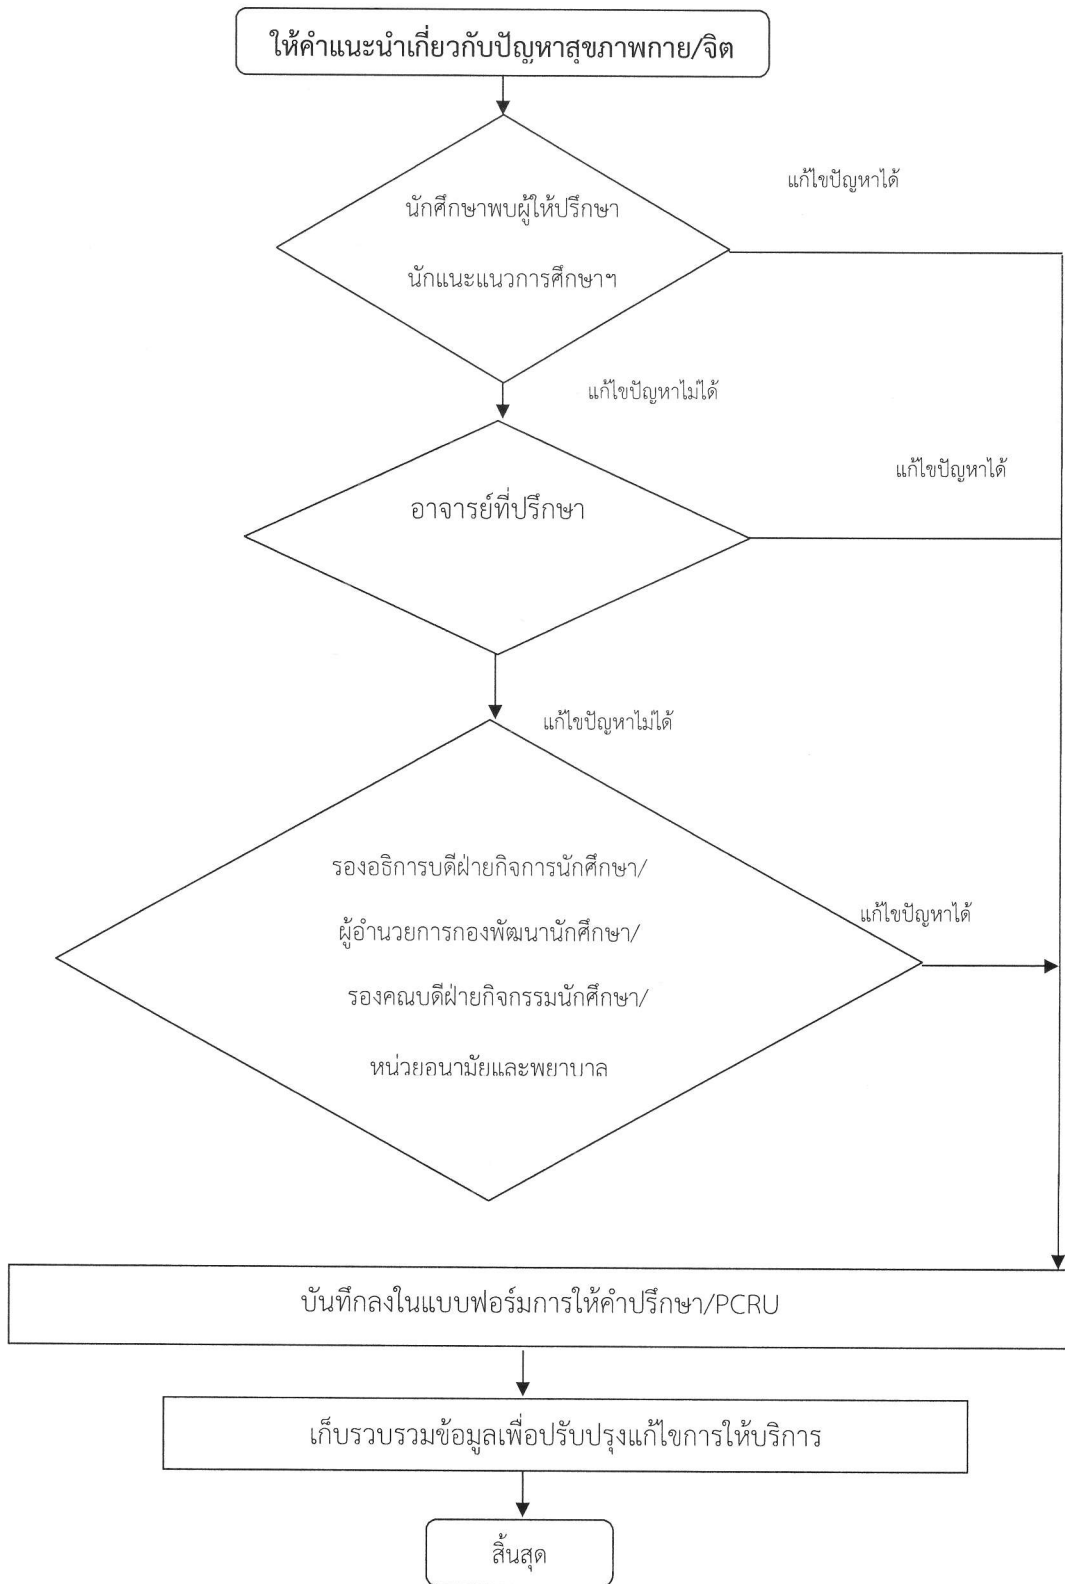 ให้คำแนะนำเกี่ยวกับปัญหาสุขภาพกาย/จิต
แก้ไขปัญหาได้
นักศึกษาพบผู้ให้ปรึกษา
นักแนะแนวการศึกษาฯ
แก้ไขปัญหาไม่ได้
แก้ไขปัญหาได้
อาจารย์ที่ปรึกษา
แก้ไขปัญหาไม่ได้
รองอธิการบดีฝ่ายกิจการนักศึกษา/
แก้ไขปัญหาได้
ผู้อำนวยการกองพัฒนานักศึกษา/
รองคณบดีฝ่ายกิจกรรมนักศึกษา/
หน่วยอนามัยและพยาบาล
บันทึกลงในแบบฟอร์มการให้คำปรึกษา/PCRU
เก็บรวบรวมข้อมูลเพื่อปรับปรุงแก้ไขการให้บริการ
สิ้นสุด